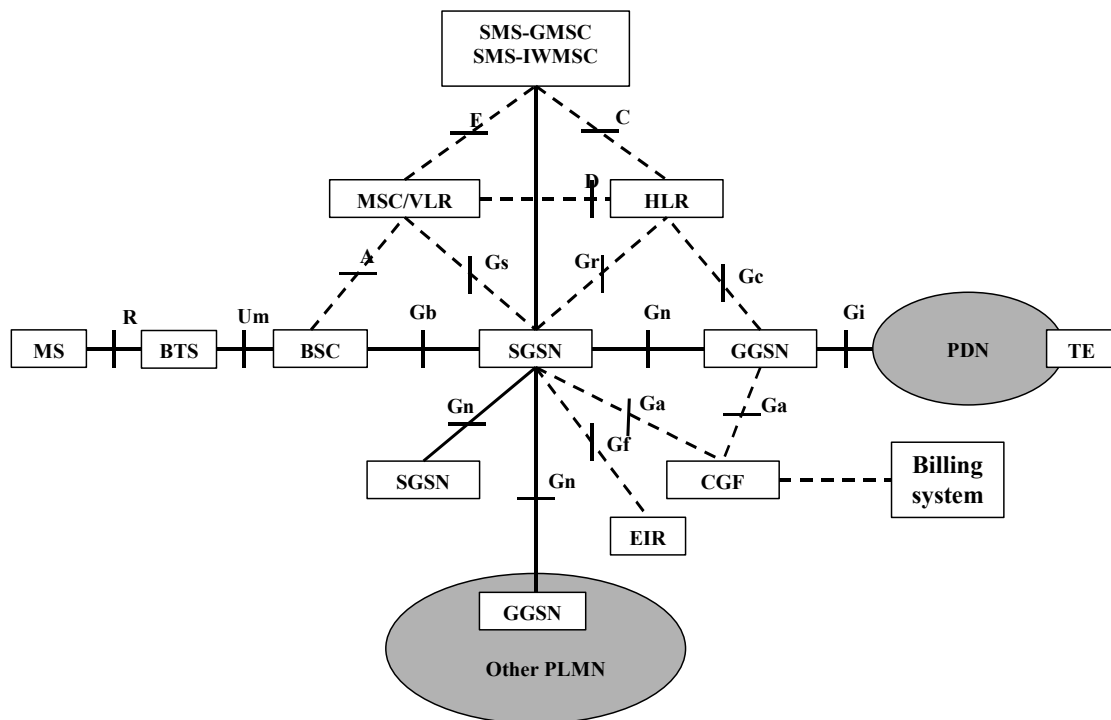 SMS-GMSC
SMS-IWMSC
E
C
MSC/VLR
D
HLR
A
Gs
Gr
Gc
R
Um
Gb
Gn
Gi
MS
BTS
BSC
SGSN
GGSN
PDN
TE
Gn
Ga
Ga
Gf
SGSN
Gn
CGF
Billing
system
EIR
GGSN
Other PLMN